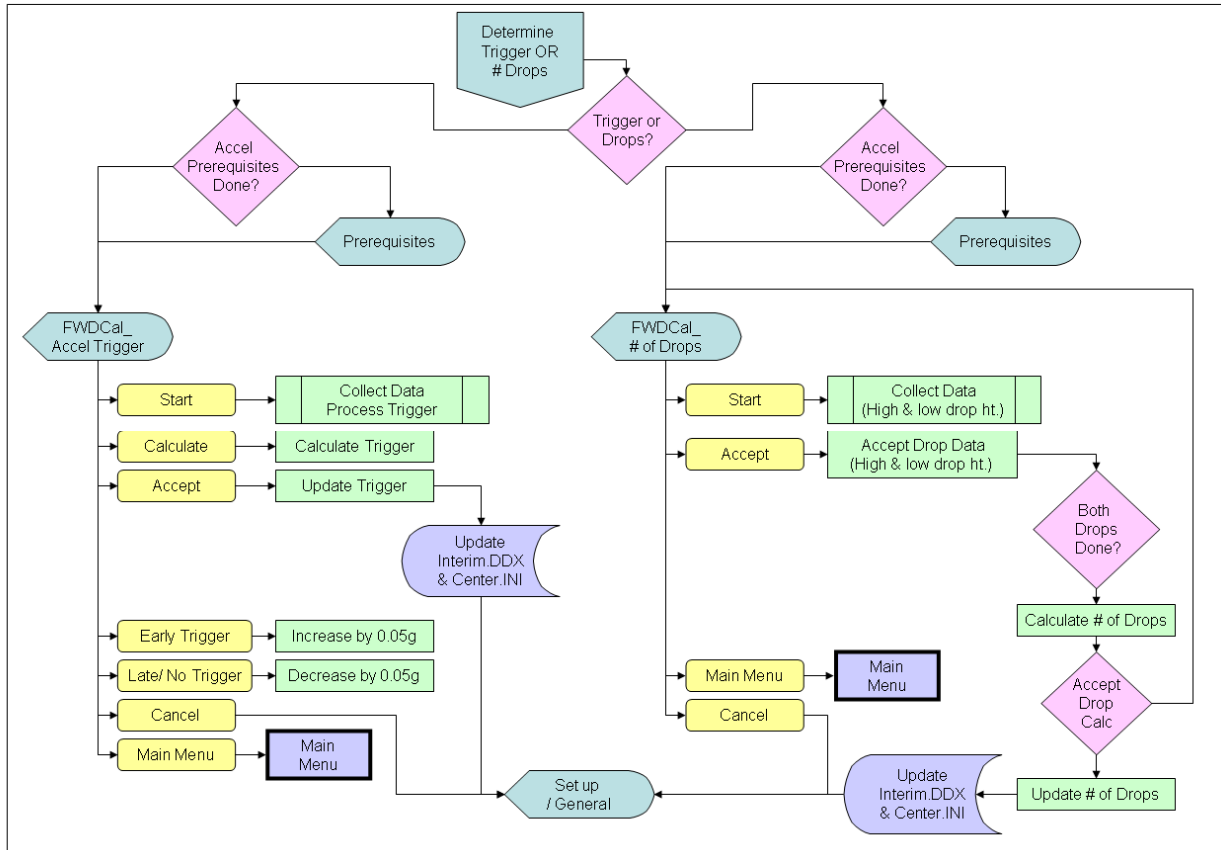 Determine
Trigger OR
# Drops
Trigger or
Drops?
Accel
Prerequisites
Done?
Prerequisites
Accel
Prerequisites
Done?
Prerequisites
FWDCal_
Accel Trigger
Start
Collect Data
Process Trigger
Calculate
Calculate Trigger
Accept
Update Trigger
Update
Interim.DDX
& Center.INI
Early Trigger
Increase by 0.05g
Late/ No Trigger
Decrease by 0.05g
Cancel
Main Menu
Main
Menu
FWDCal_
# of Drops
Start
Collect Data
(High & low drop ht.)
Accept
Accept Drop Data
(High & low drop ht.)
Both
Drops
Done?
Calculate # of Drops
Accept
Drop
Calc
Main Menu
Main
Menu
Cancel
Update # of Drops
Update
Interim.DDX
& Center.INI
Set up
/ General